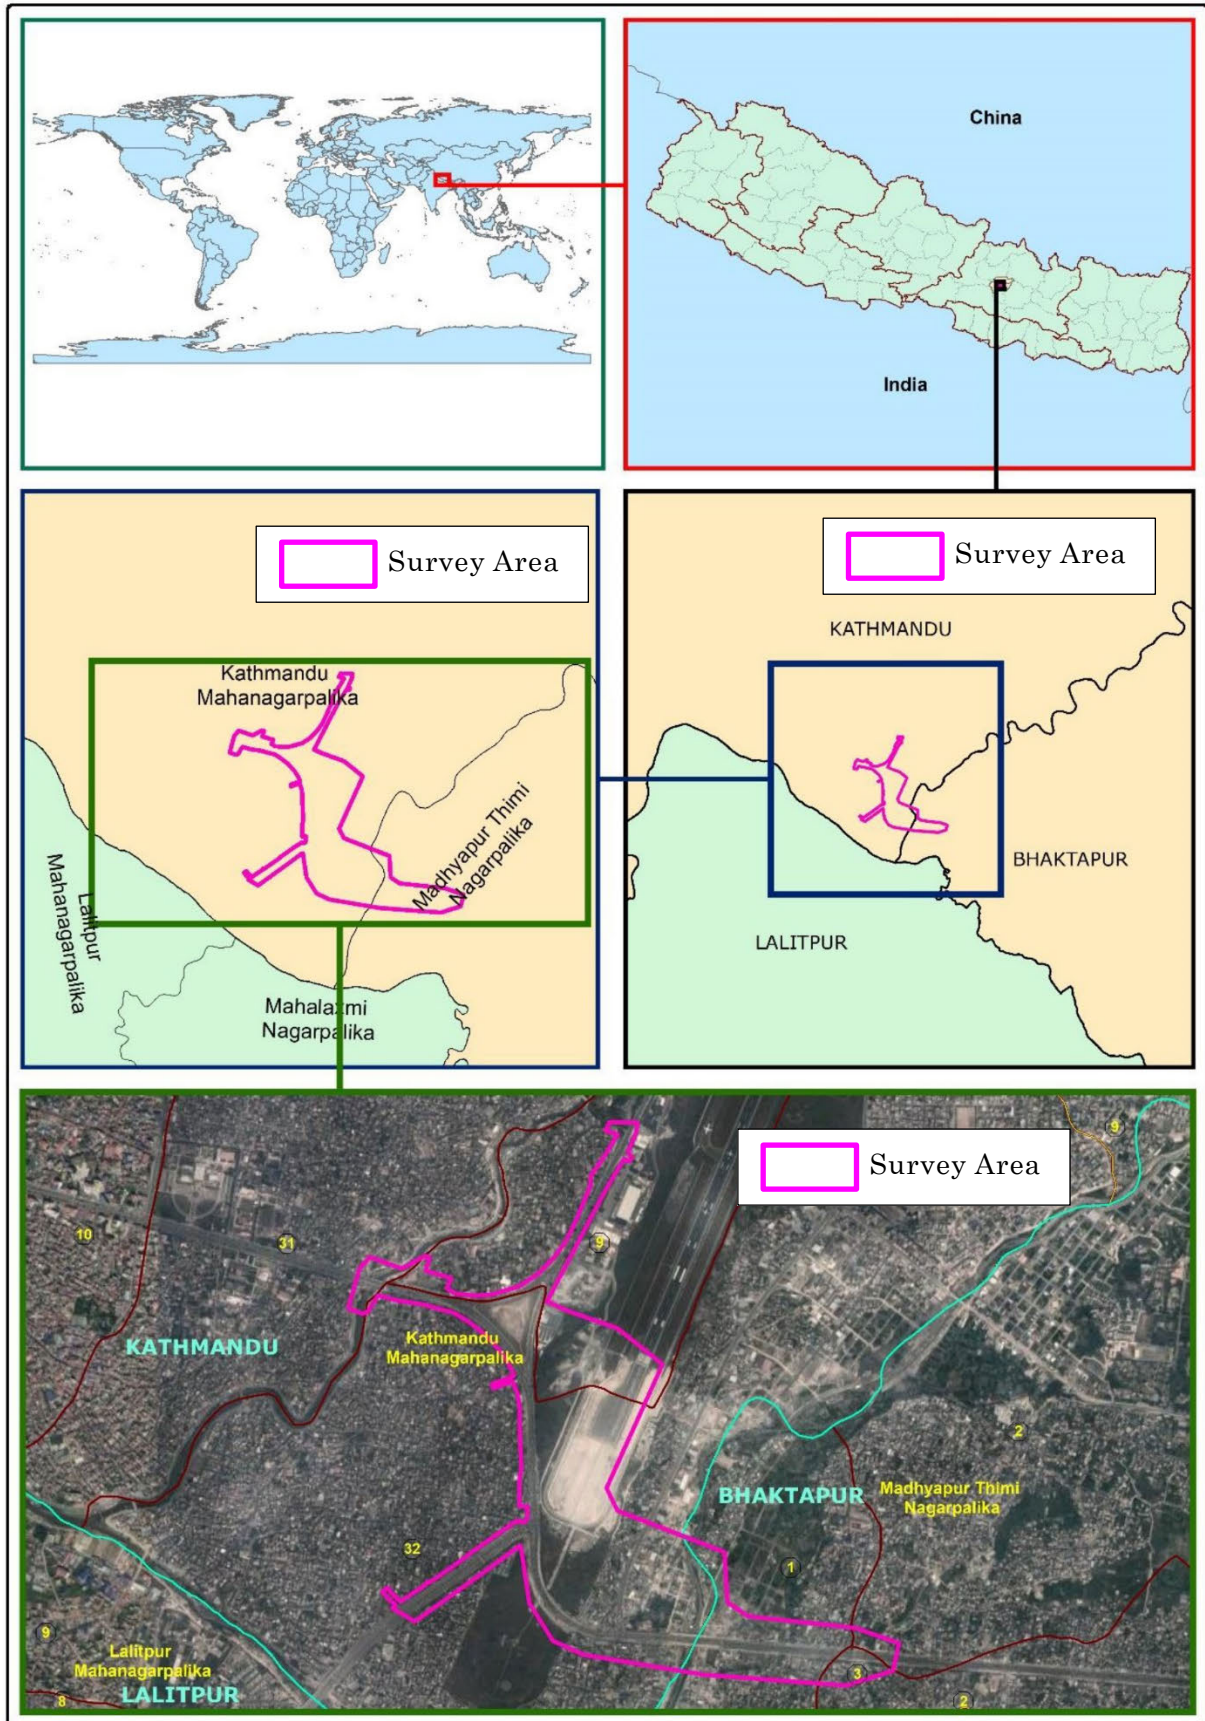 China
India
Survey Area
Kathmandu
Mahanagarpalika
Madhyapur Thimi
Nagarpalika
Lalitpur
Mahanagarpalika
Mahalaxmi
Nagarpalika
Survey Area
KATHMANDU
BHAKTAPUR
LALITPUR
Survey Area
9
10
31
9
KATHMANDU
Kathmandu
Mahanagarpalika
2
BHAKTAPUR
Madhyapur Thimi
Nagarpalika
32
1
9
Lalitpur
Mahanagarpalika
LALITPUR
3
8
2